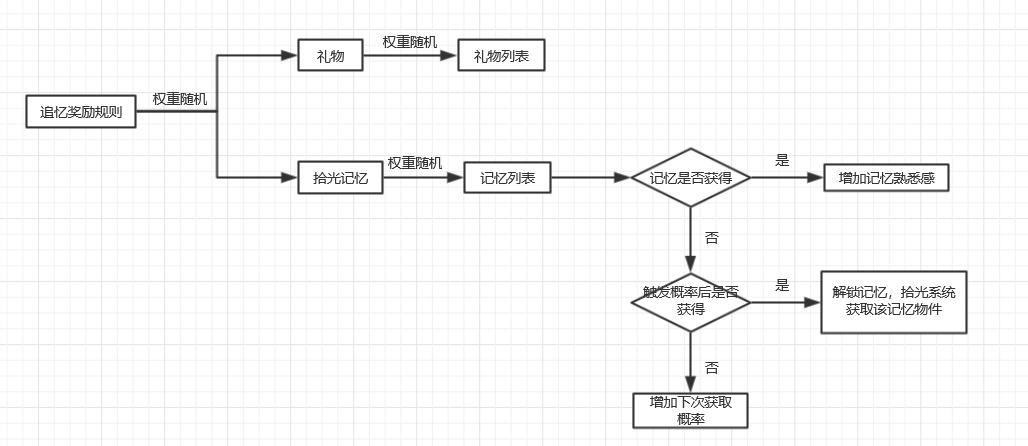 权重随机
礼物
礼物列表
追忆奖励规则
权重随机
拾光记忆
权重随机
记忆列表
记忆是否获得
是
增加记忆熟悉感
否
触发概率后是否
获得
是
解锁记忆，拾光系统
获取该记忆物件
否
增加下次获取
概率